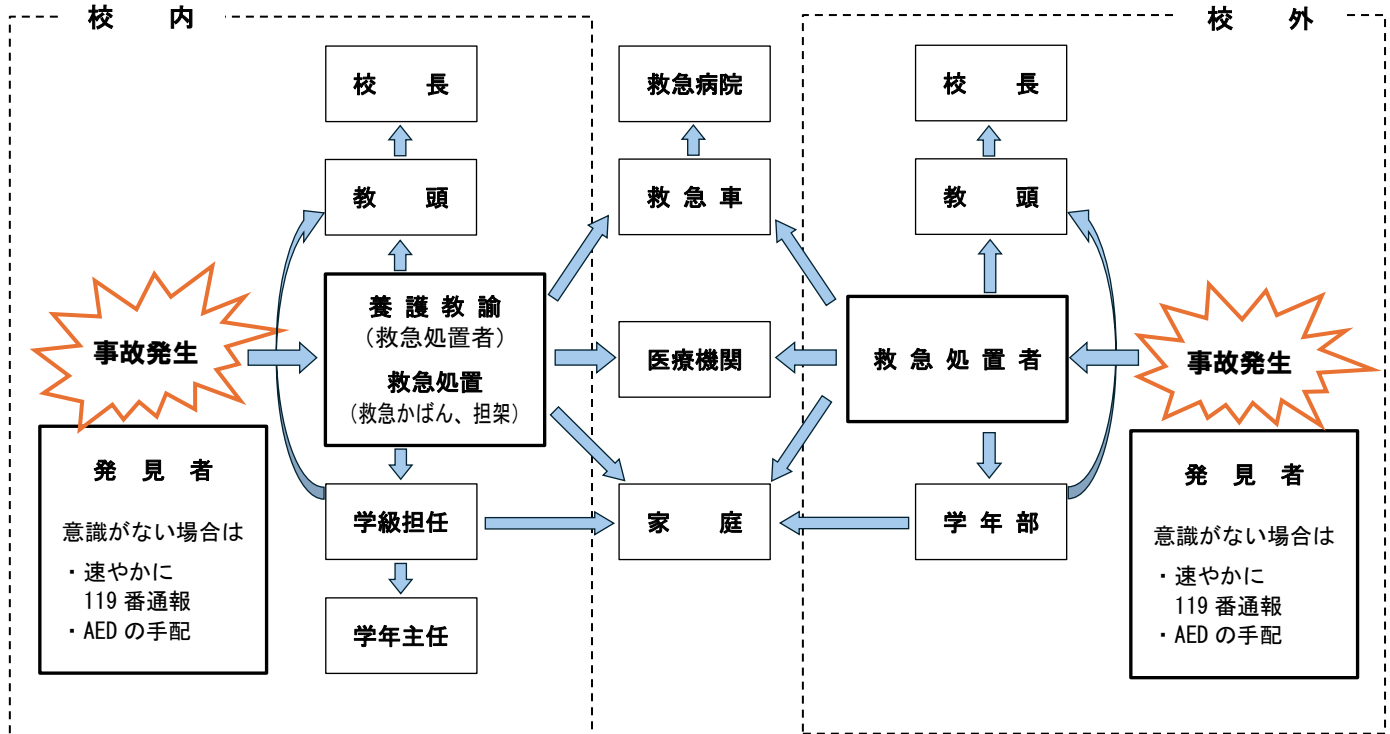 校　内
校　長
教　頭
事故発生
養護教諭
（救急処置者）
救急処置
（救急かばん、担架）
発見者
意識がない場合は
・速やかに
119番通報
・AEDの手配
学級担任
学年主任
救急病院
救急車
医療機関
家　庭
校　外
校　長
教　頭
救急処置者
事故発生
学年部
発見者
意識がない場合は
・速やかに
119番通報
・AEDの手配